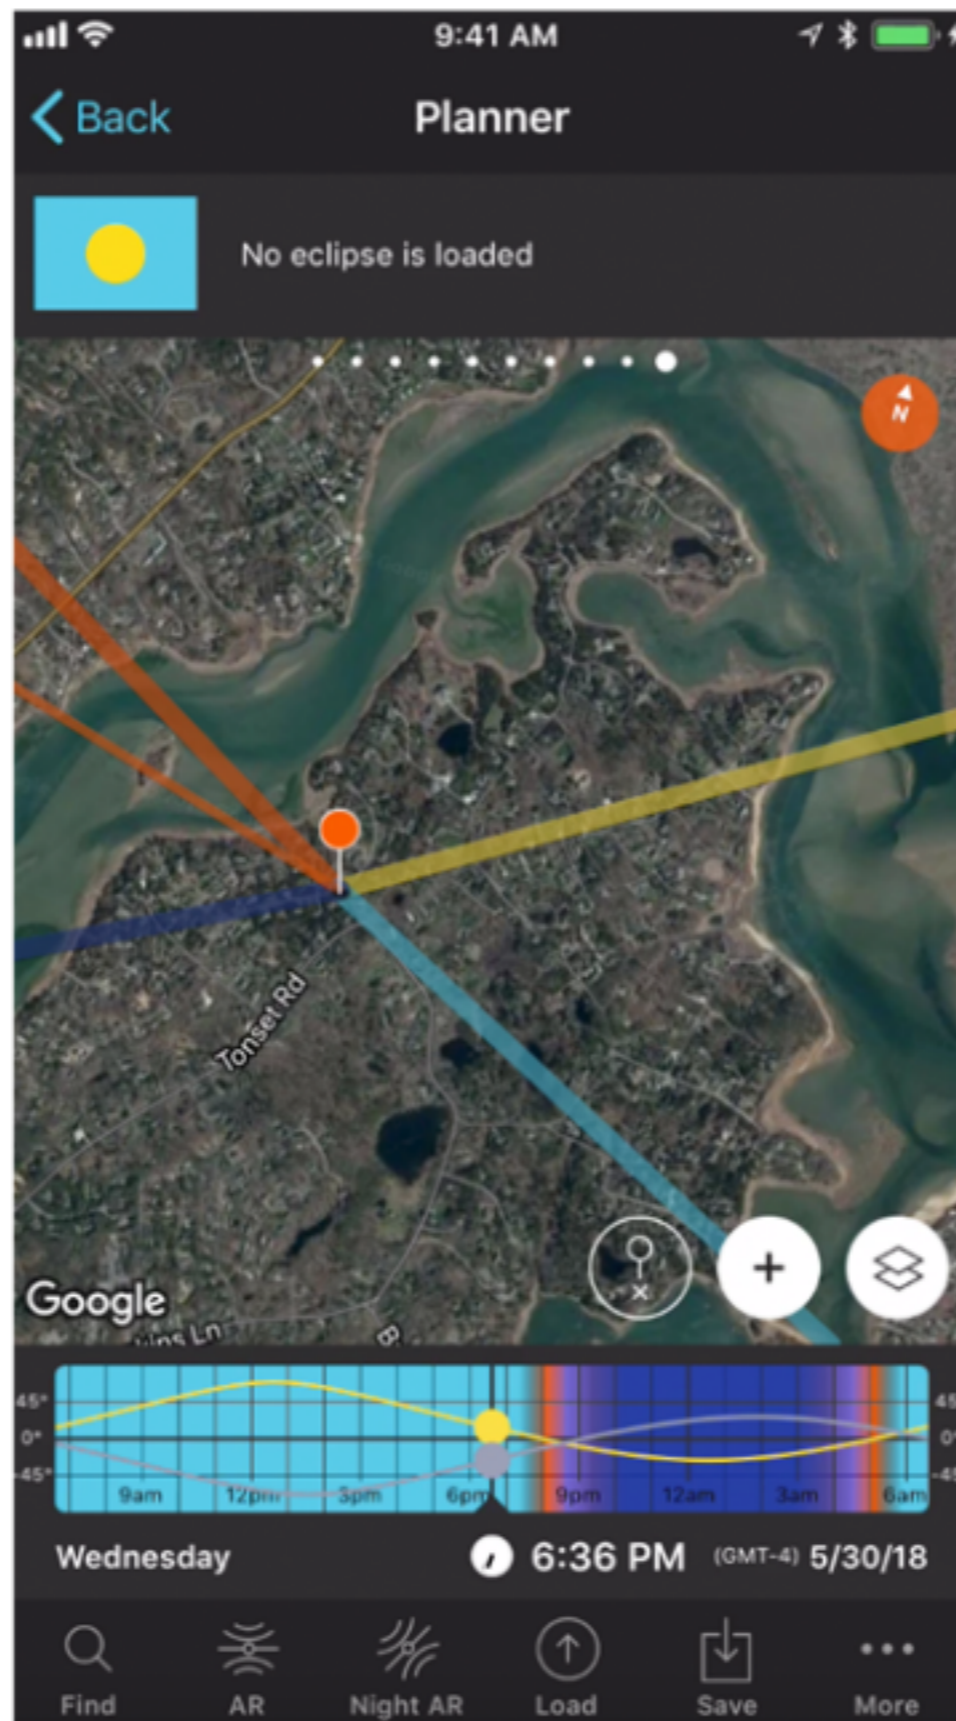 9:41 AM
Back
Planner
No eclipse is loaded
N
Tonset Rd
Google
B
45°
0°
-45°
45
0°
-45
9am
12pm
3pm
6pm
9pm
12am
3am
6am
Wednesday
6:36 PM (GMT-4) 5/30/18
Find
AR
Night AR
Load
Save
More